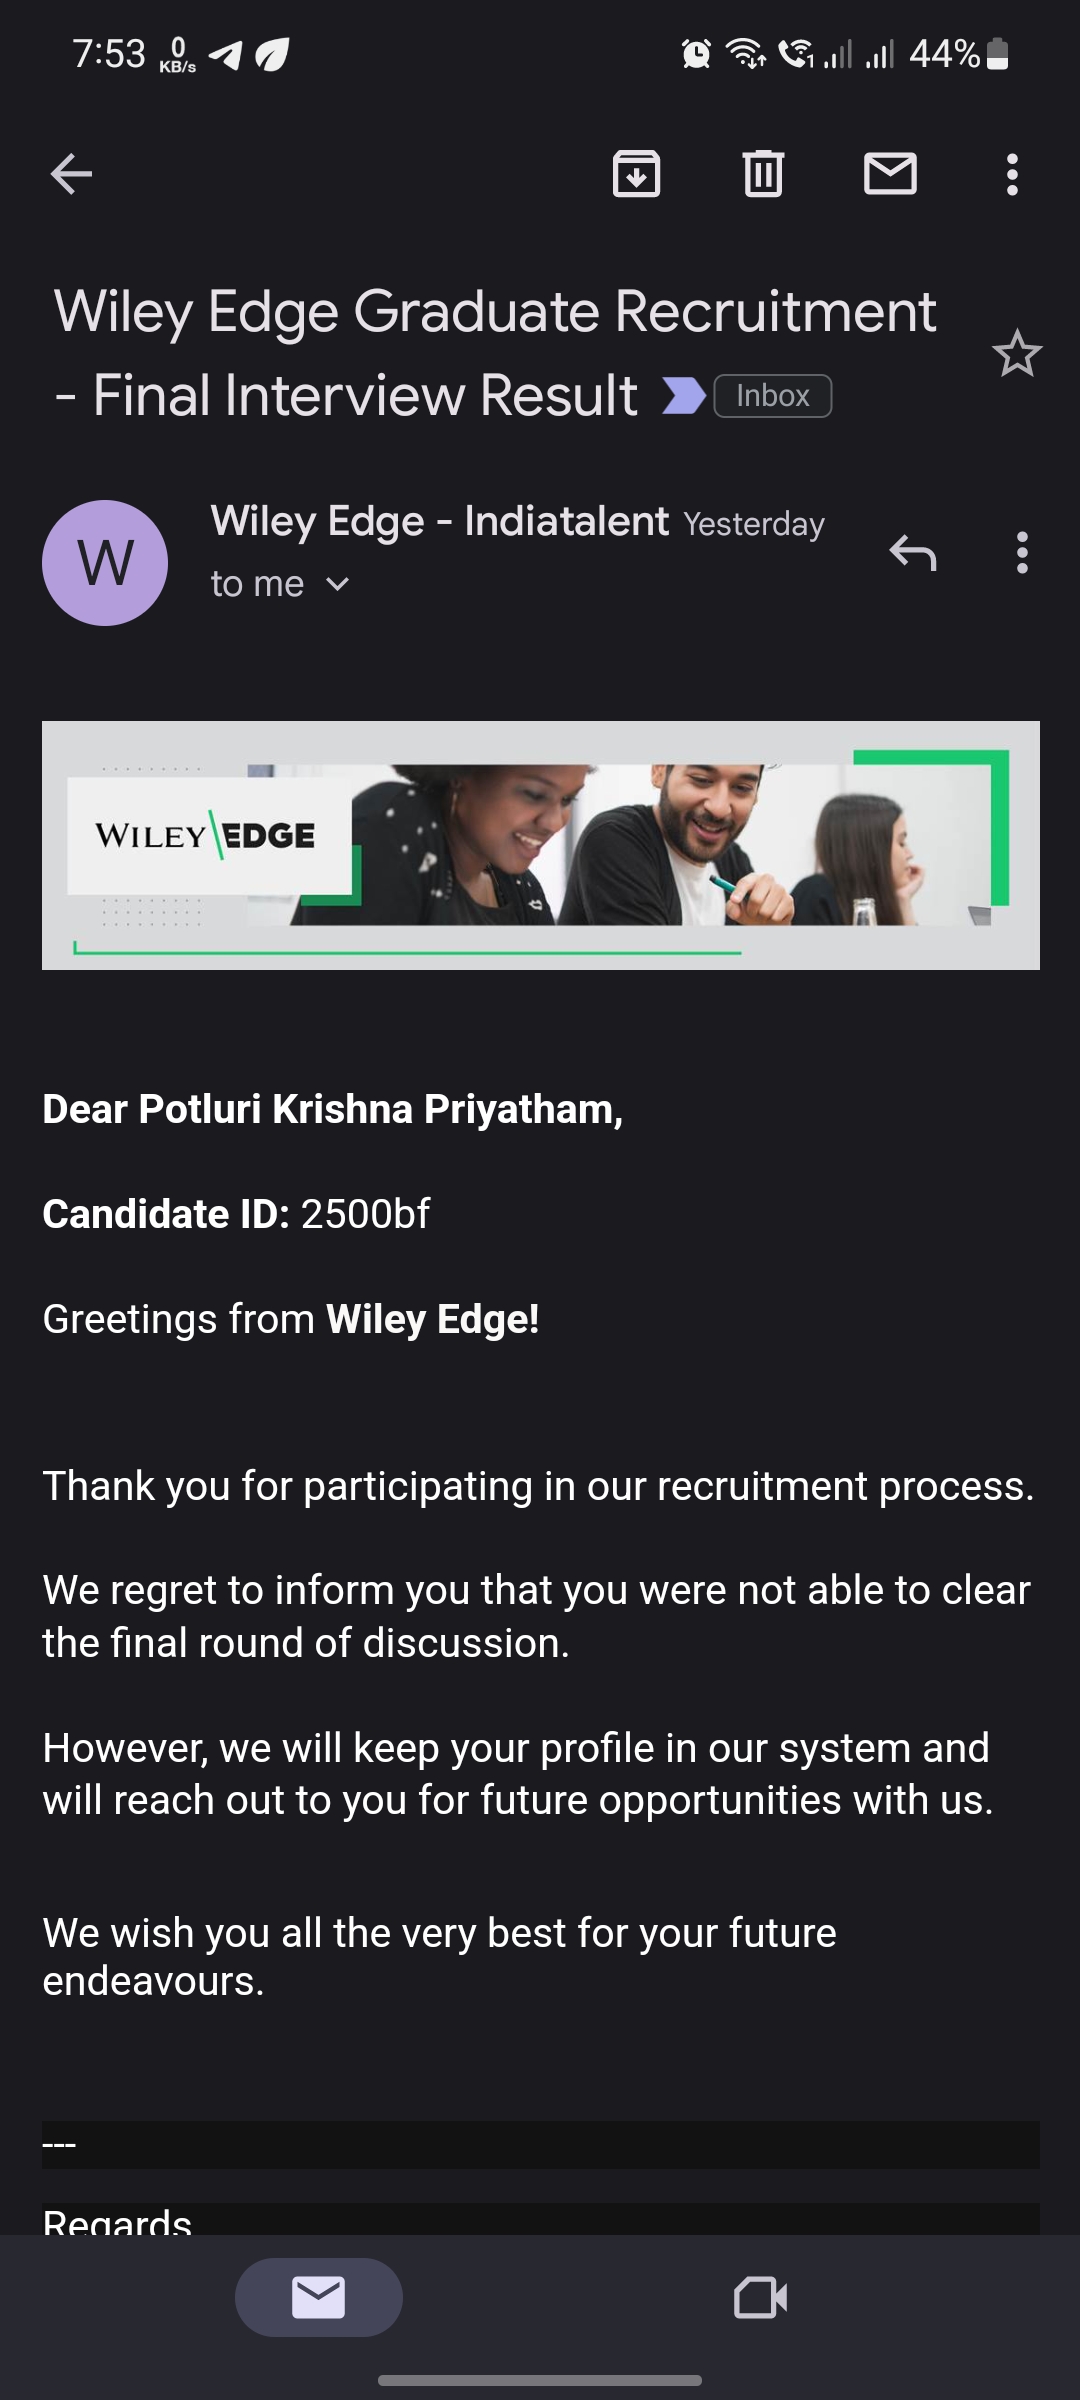 7:53 0 KB/s 1 44%
Wiley Edge Graduate Recruitment
- Final Interview Result Inbox
W
Wiley Edge - Indiatalent Yesterday
to me
WILEY EDGE
Dear Potluri Krishna Priyatham,
Candidate ID: 2500bf
Greetings from Wiley Edge!
Thank you for participating in our recruitment process.
We regret to inform you that you were not able to clear
the final round of discussion.
However, we will keep your profile in our system and
will reach out to you for future opportunities with us.
We wish you all the very best for your future
endeavours.
---
Regards